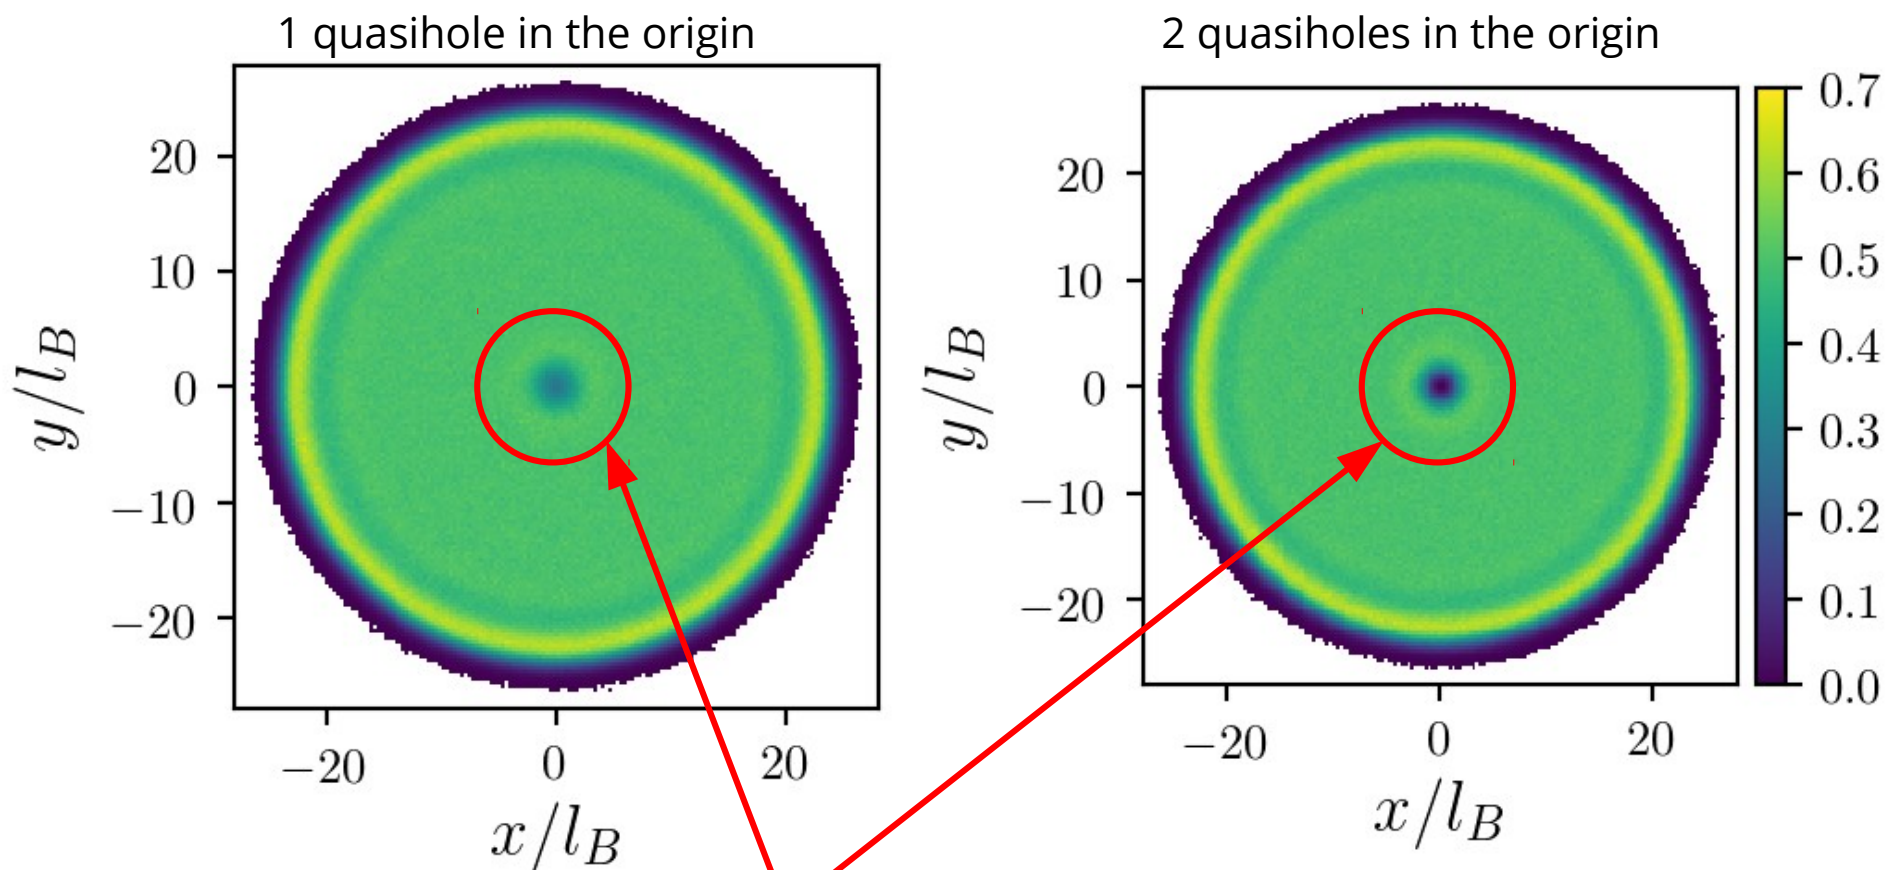 1 quasihole in the origin
20
10
0
−10
−20
y/l_B
−20 0 20
x/l_B
2 quasiholes in the origin
20
10
0
−10
−20
y/l_B
−20 0 20
x/l_B
0.7
0.6
0.5
0.4
0.3
0.2
0.1
0.0